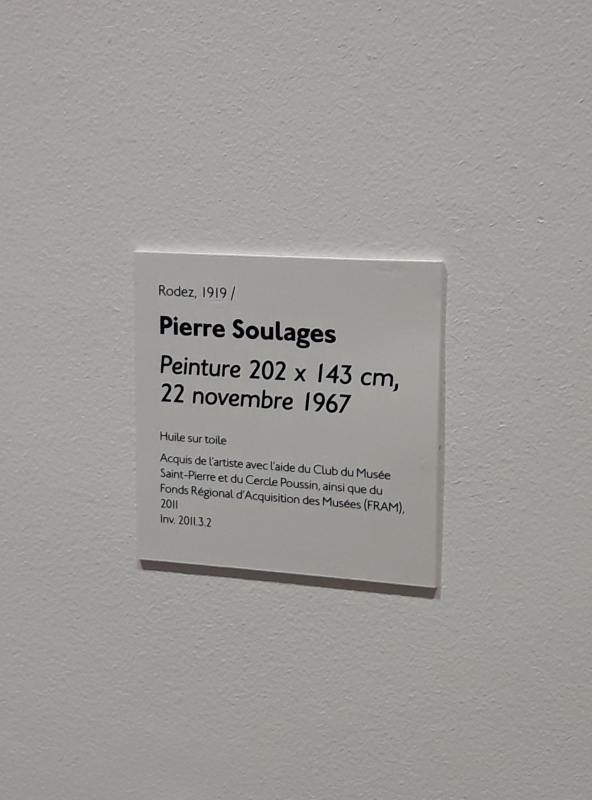 Rodez, 1919 /
Pierre Soulages
Peinture 202 x 143 cm,
22 novembre 1967
Huile sur toile
Acquis de l'artiste avec l'aide du Club du Musée
Saint-Pierre et du Cercle Poussin, ainsi que du
Fonds Régional d'Acquisition des Musées (FRAM),
2011
Inv. 2011.3.2